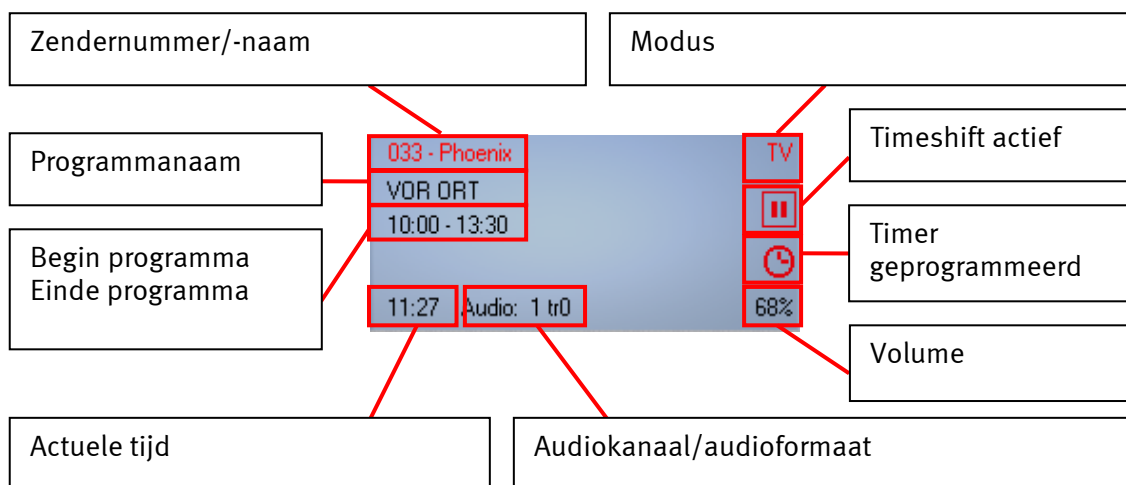 Zendernummer/-naam
Modus
Programmanaam
033 - Phoenix
TV
Timeshift actief
VOR ORT
10:00 - 13:30
Begin programma
Einde programma
Timer
geprogrammeerd
11:27
Audio: 1 tr0
68%
Volume
Actuele tijd
Audiokanaal/audioformaat